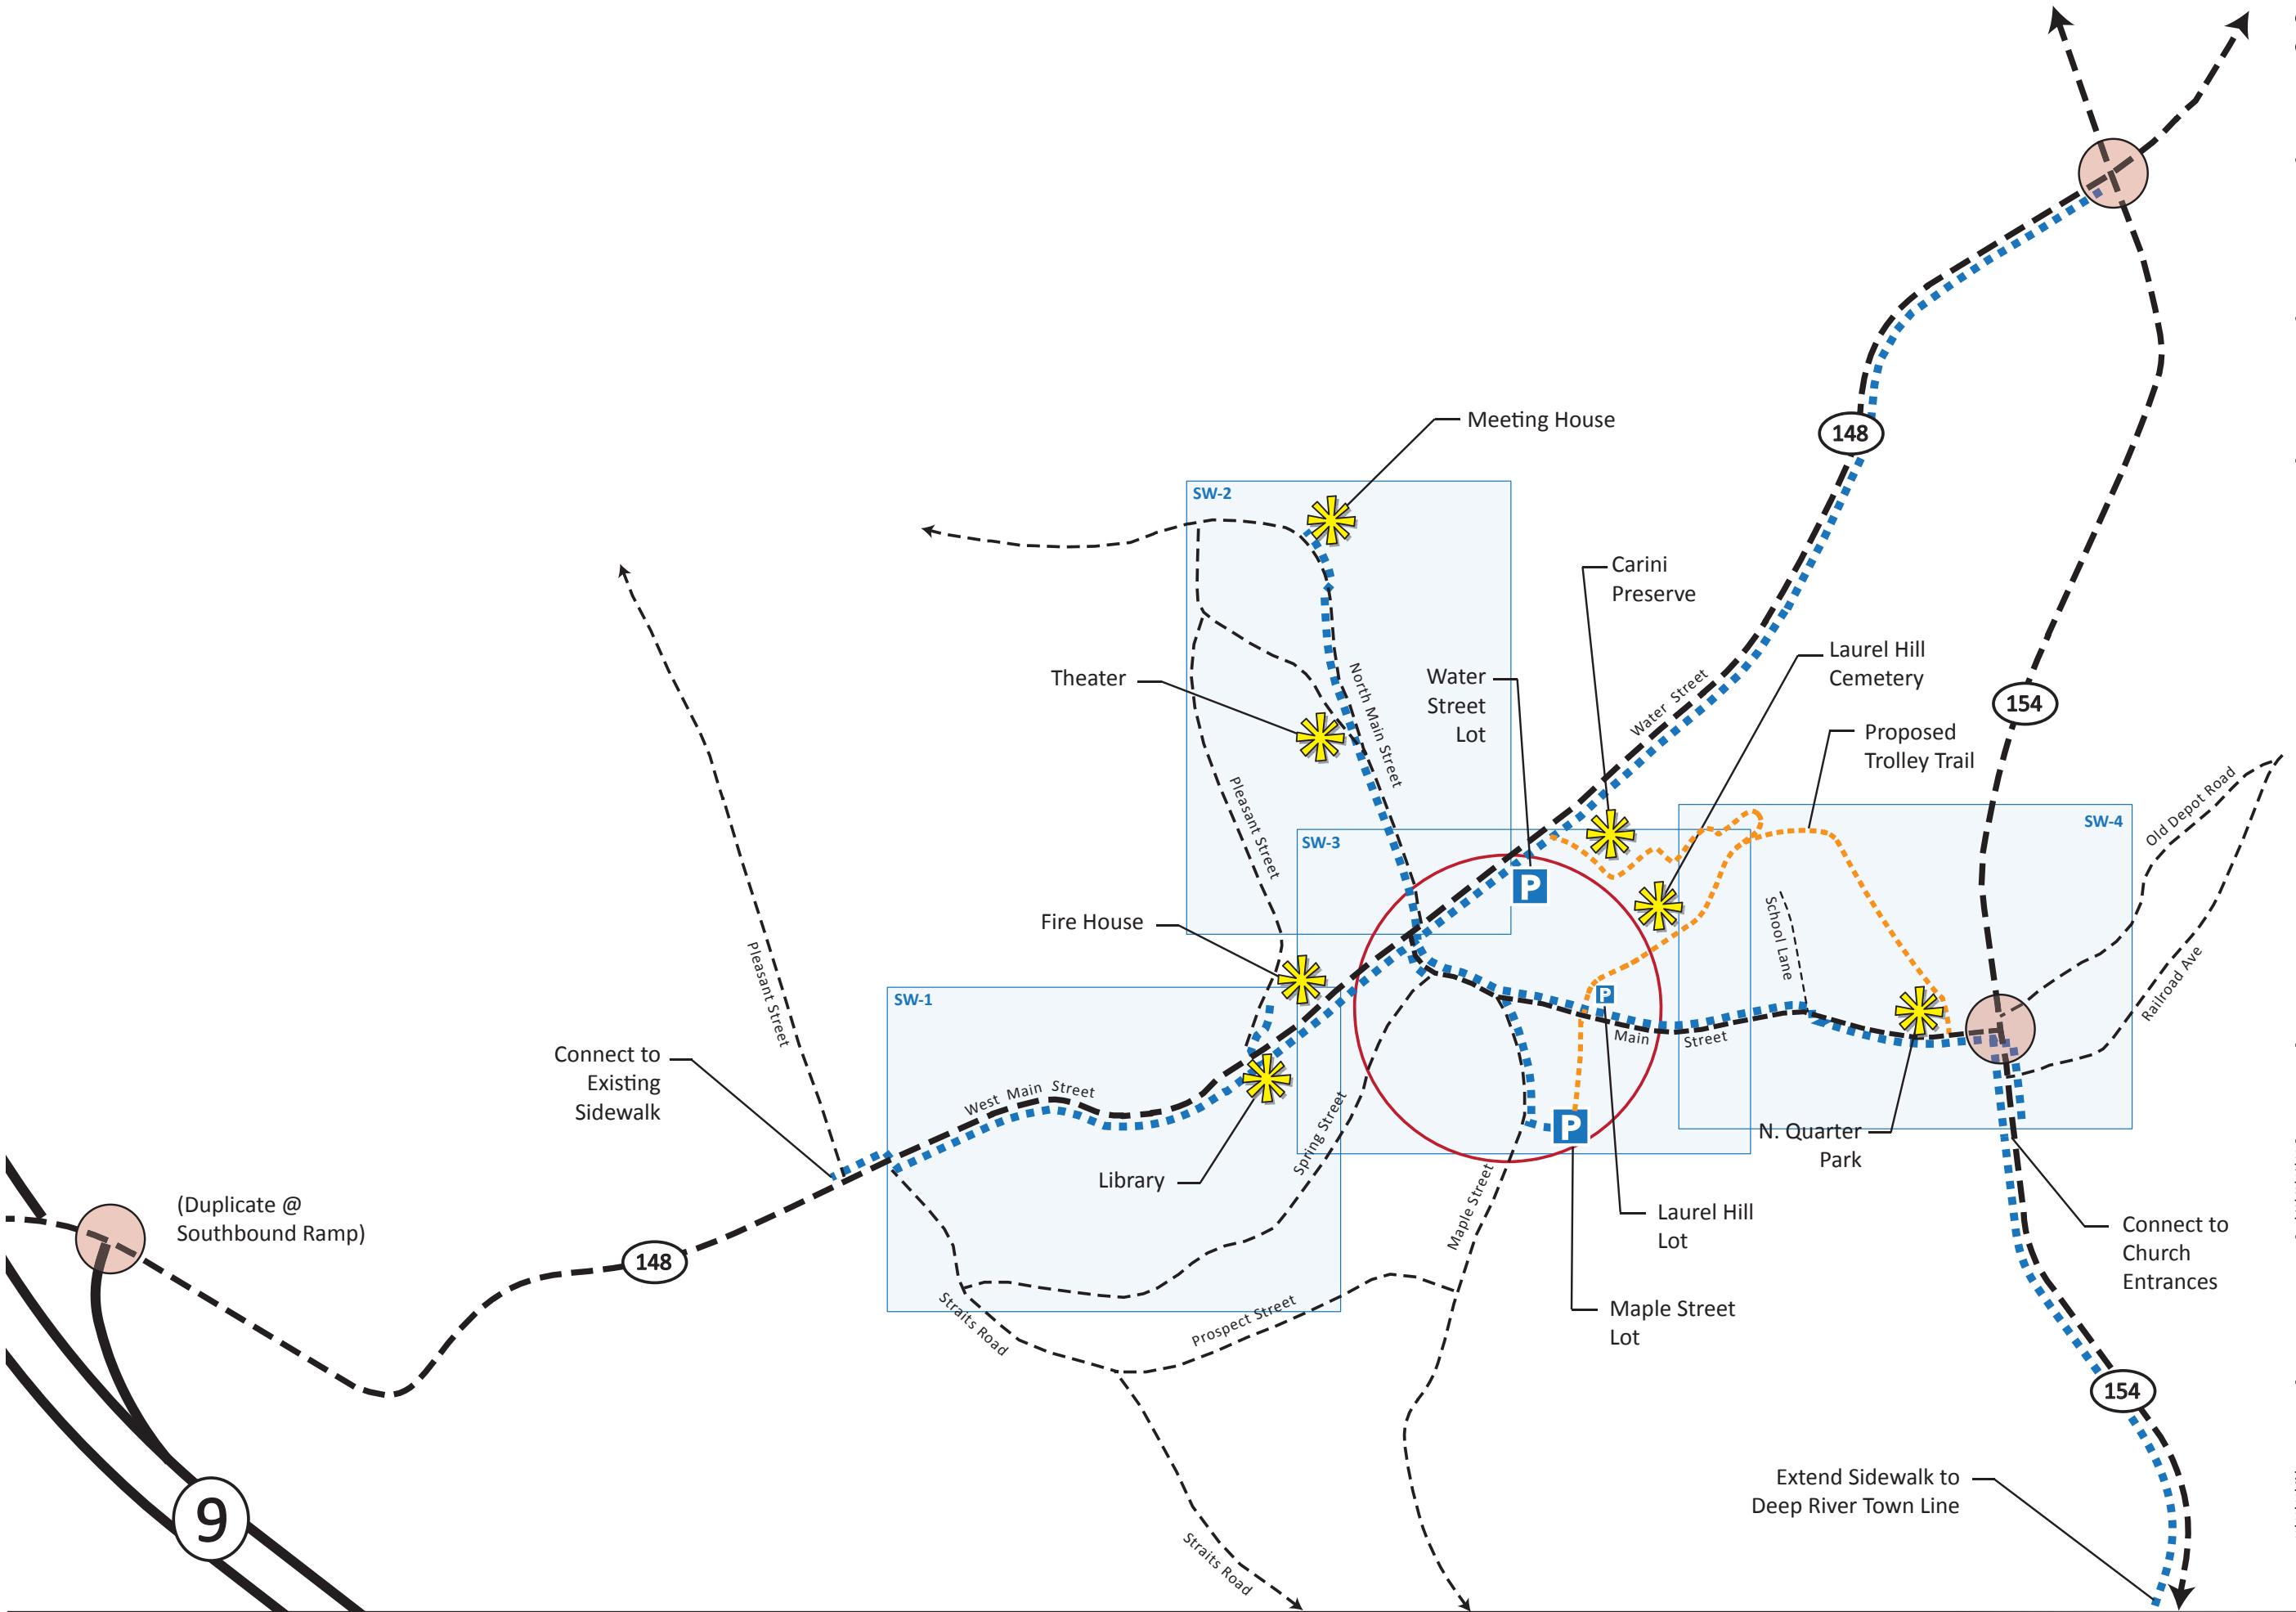 148
Meeting House
SW-2
Carini
Preserve
Laurel Hill
Cemetery
Water
Street
Lot
Theater
North Main Street
Water Street
154
Proposed
Trolley Trail
Pleasant Street
Old Depot Road
SW-4
SW-3
P
School Lane
Fire House
Pleasant Street
SW-1
P
Railroad Ave
Main Street
Connect to
Existing
Sidewalk
West Main Street
Spring Street
P
N. Quarter
Park
Library
Maple Street
(Duplicate @
Southbound Ramp)
Laurel Hill
Lot
Connect to
Church
Entrances
148
Straits Road
Prospect Street
Maple Street
Lot
154
Extend Sidewalk to
Deep River Town Line
9
Straits Road